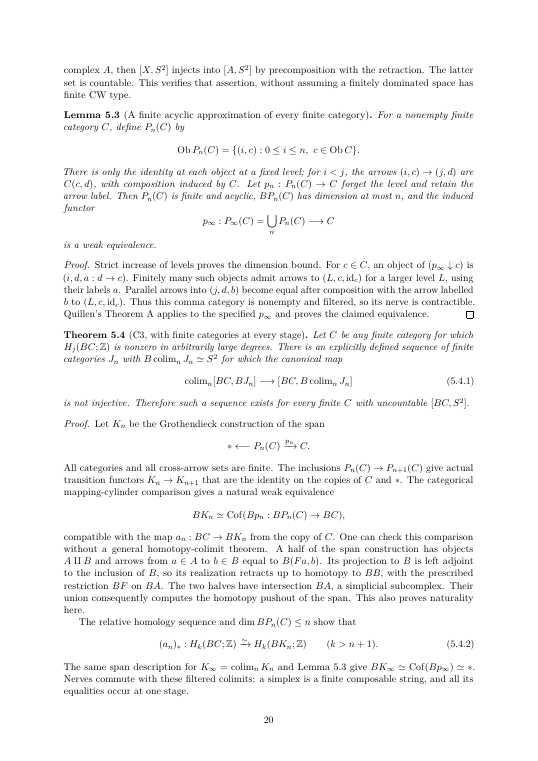 complex A, then [X, S²] injects into [A, S²] by precomposition with the retraction. The latter
set is countable. This verifies that assertion, without assuming a finitely dominated space has
finite CW type.
Lemma 5.3 (A finite acyclic approximation of every finite category). For a nonempty finite
category C, define Pₙ(C) by
Ob Pₙ(C) = {(i, c) : 0 ≤ i ≤ n, c ∈ Ob C}.
There is only the identity at each object at a fixed level; for i < j, the arrows (i, c) → (j, d) are
C(c, d), with composition induced by C. Let pₙ : Pₙ(C) → C forget the level and retain the
arrow label. Then Pₙ(C) is finite and acyclic, BPₙ(C) has dimension at most n, and the induced
functor
p∞ : P∞(C) = ⋃ₙ Pₙ(C) ⟶ C
is a weak equivalence.
Proof. Strict increase of levels proves the dimension bound. For c ∈ C, an object of (p∞ ↓ c) is
(i, d, a : d → c). Finitely many such objects admit arrows to (L, c, id_c) for a larger level L, using
their labels a. Parallel arrows into (j, d, b) become equal after composition with the arrow labelled
b to (L, c, id_c). Thus this comma category is nonempty and filtered, so its nerve is contractible.
Quillen's Theorem A applies to the specified p∞ and proves the claimed equivalence. □
Theorem 5.4 (C3, with finite categories at every stage). Let C be any finite category for which
Hⱼ(BC; ℤ) is nonzero in arbitrarily large degrees. There is an explicitly defined sequence of finite
categories Jₙ with B colimₙ Jₙ ≃ S² for which the canonical map
colimₙ[BC, BJₙ] ⟶ [BC, B colimₙ Jₙ] (5.4.1)
is not injective. Therefore such a sequence exists for every finite C with uncountable [BC, S²].
Proof. Let Kₙ be the Grothendieck construction of the span
∗ ⟵ Pₙ(C) −pₙ→ C.
All categories and all cross-arrow sets are finite. The inclusions Pₙ(C) → Pₙ₊₁(C) give actual
transition functors Kₙ → Kₙ₊₁ that are the identity on the copies of C and ∗. The categorical
mapping-cylinder comparison gives a natural weak equivalence
BKₙ ≃ Cof(Bpₙ : BPₙ(C) → BC),
compatible with the map aₙ : BC → BKₙ from the copy of C. One can check this comparison
without a general homotopy-colimit theorem. A half of the span construction has objects
A ⨿ B and arrows from a ∈ A to b ∈ B equal to B(Fa, b). Its projection to B is left adjoint
to the inclusion of B, so its realization retracts up to homotopy to BB, with the prescribed
restriction BF on BA. The two halves have intersection BA, a simplicial subcomplex. Their
union consequently computes the homotopy pushout of the span. This also proves naturality
here.
The relative homology sequence and dim BPₙ(C) ≤ n show that
(aₙ)∗ : Hₖ(BC; ℤ) −∼→ Hₖ(BKₙ; ℤ) (k > n + 1). (5.4.2)
The same span description for K∞ = colimₙ Kₙ and Lemma 5.3 give BK∞ ≃ Cof(Bp∞) ≃ ∗.
Nerves commute with these filtered colimits: a simplex is a finite composable string, and all its
equalities occur at one stage.
20